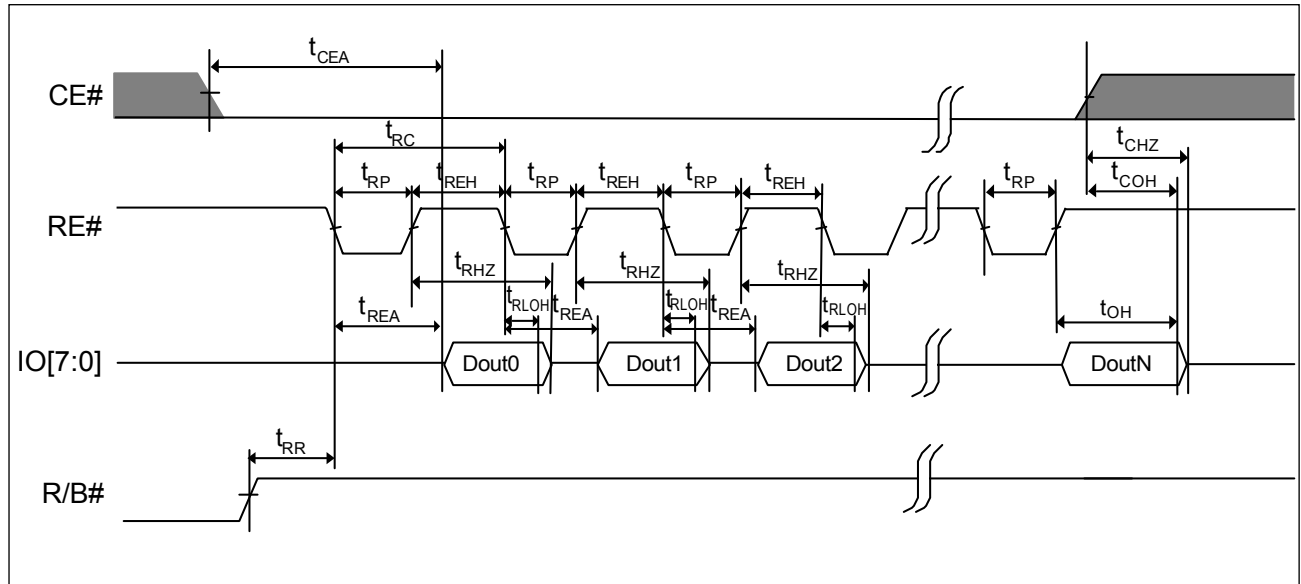 tCEA
CE#
tRC
tCHZ
tRP tREH tRP tREH tRP tREH tRP tCOH
RE#
tRHZ tRHZ tRHZ
tRLOH tRLOH
tREA tREA tREA tRLOH tOH
IO[7:0] Dout0 Dout1 Dout2 DoutN
tRR
R/B#